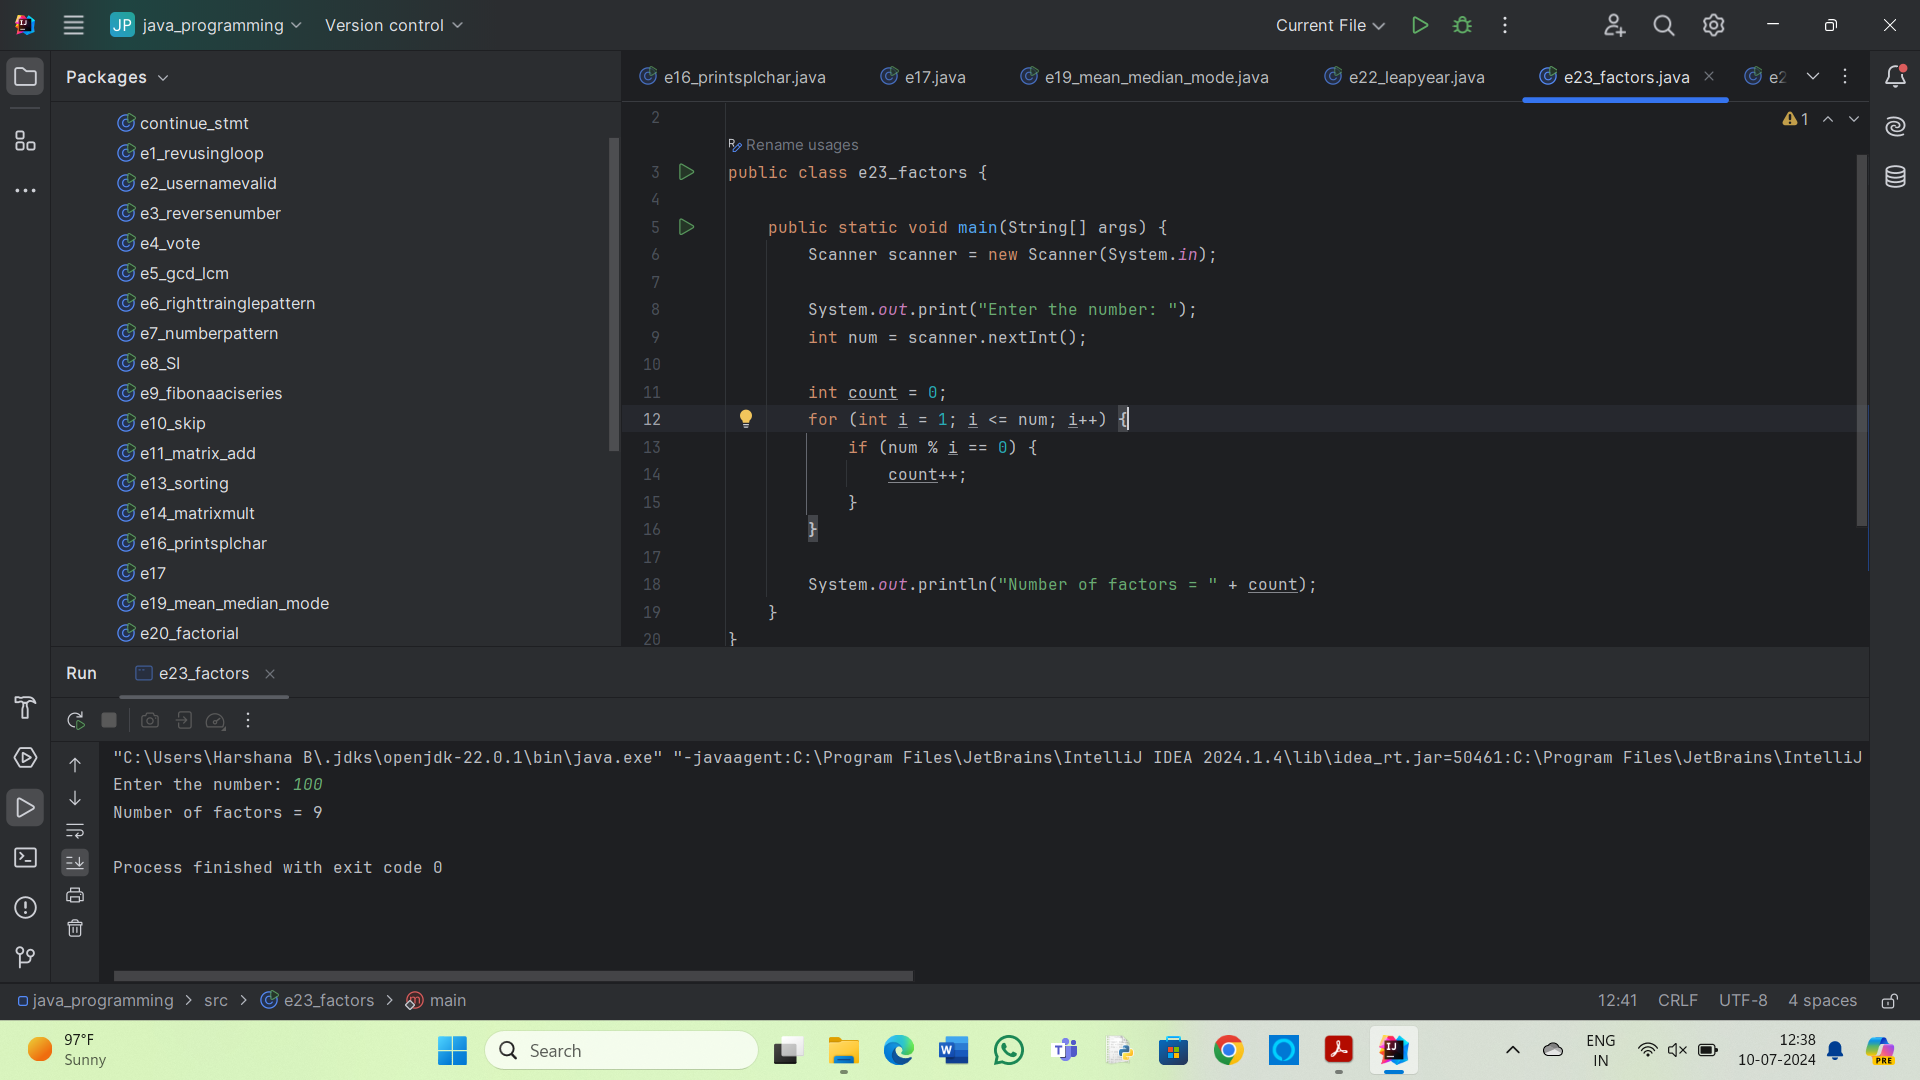 JP java_programming Version control Current File
Packages
continue_stmt
e1_revusingloop
e2_usernamevalid
e3_reversenumber
e4_vote
e5_gcd_lcm
e6_righttrainglepattern
e7_numberpattern
e8_SI
e9_fibonaaciseries
e10_skip
e11_matrix_add
e13_sorting
e14_matrixmult
e16_printsplchar
e17
e19_mean_median_mode
e20_factorial
e16_printsplchar.java e17.java e19_mean_median_mode.java e22_leapyear.java e23_factors.java e2
1
2
Rename usages
3 public class e23_factors {
4
5 public static void main(String[] args) {
6 Scanner scanner = new Scanner(System.in);
7
8 System.out.print("Enter the number: ");
9 int num = scanner.nextInt();
10
11 int count = 0;
12 for (int i = 1; i <= num; i++) {
13 if (num % i == 0) {
14 count++;
15 }
16 }
17
18 System.out.println("Number of factors = " + count);
19 }
20 }
Run e23_factors
"C:\Users\Harshana B\.jdks\openjdk-22.0.1\bin\java.exe" "-javaagent:C:\Program Files\JetBrains\IntelliJ IDEA 2024.1.4\lib\idea_rt.jar=50461:C:\Program Files\JetBrains\IntelliJ
Enter the number: 100
Number of factors = 9
Process finished with exit code 0
java_programming > src > e23_factors > main 12:41 CRLF UTF-8 4 spaces
97°F
Sunny
Search
ENG
IN
12:38
10-07-2024
PRE